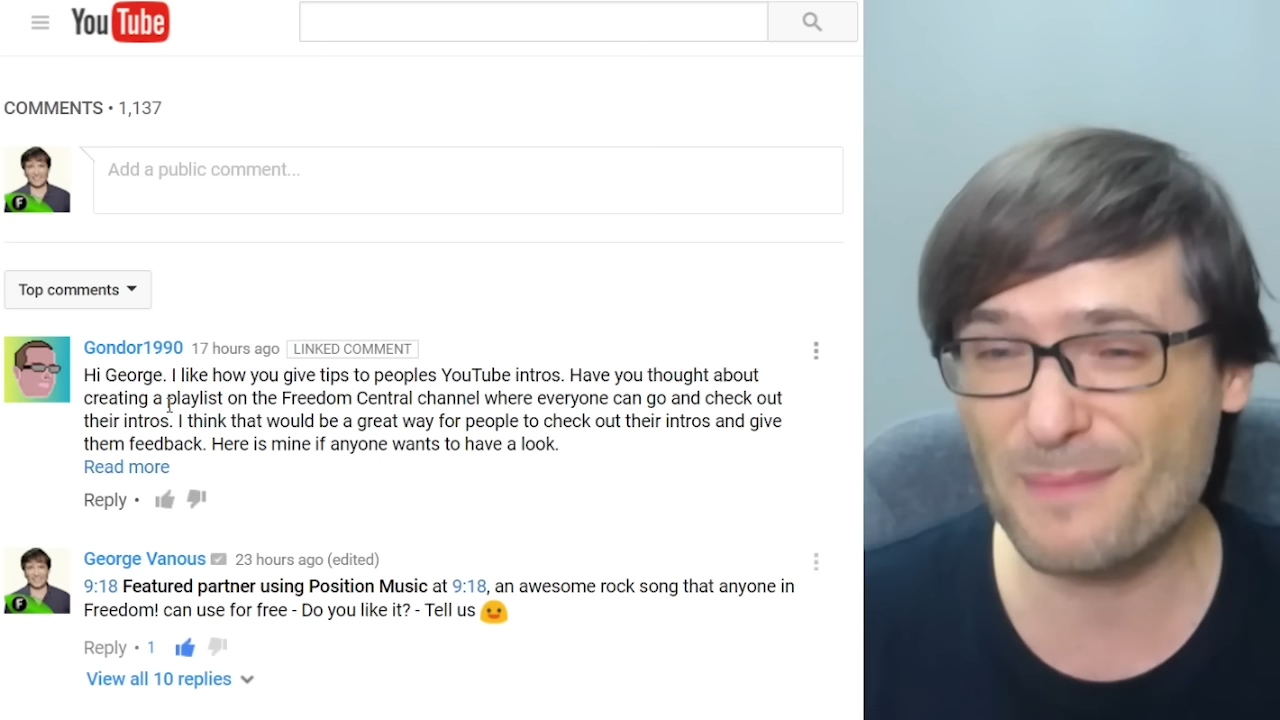 YouTube
COMMENTS • 1,137
Add a public comment...
Top comments
Gondor1990 17 hours ago LINKED COMMENT
Hi George. I like how you give tips to peoples YouTube intros. Have you thought about
creating a playlist on the Freedom Central channel where everyone can go and check out
their intros. I think that would be a great way for people to check out their intros and give
them feedback. Here is mine if anyone wants to have a look.
Read more
Reply •
George Vanous 23 hours ago (edited)
9:18 Featured partner using Position Music at 9:18, an awesome rock song that anyone in
Freedom! can use for free - Do you like it? - Tell us 😃
Reply • 1
View all 10 replies
F
F